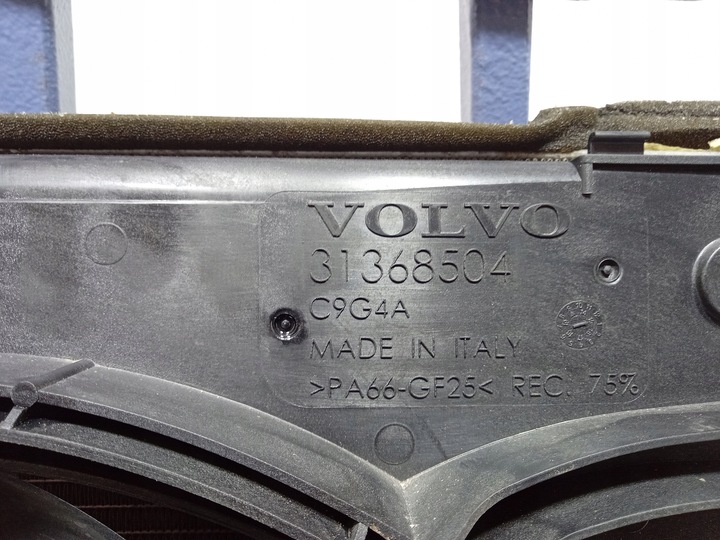 VOLVO
31368504
C9G4A
MADE IN ITALY
>PA66-GF25< REC. 75%